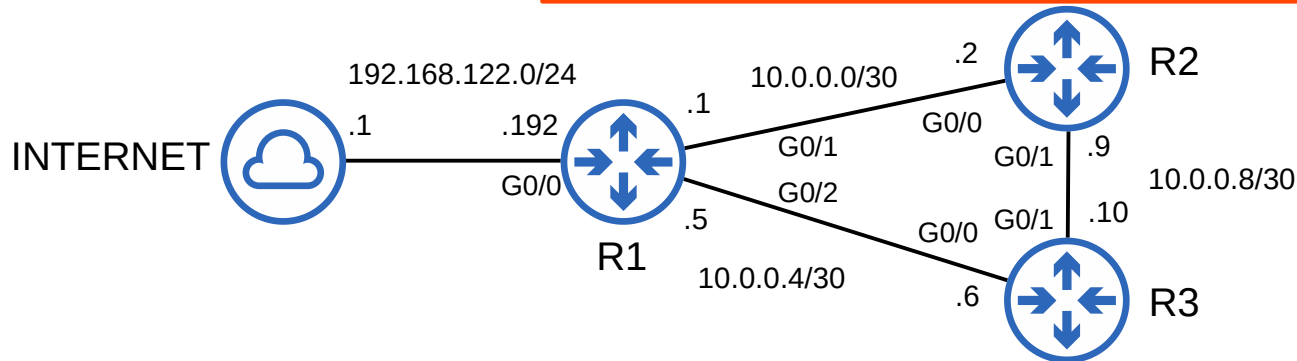 .2
R2
192.168.122.0/24
10.0.0.0/30
.1
.192
.1
G0/0
INTERNET
G0/1
G0/1
.9
G0/0
G0/2
10.0.0.8/30
.5
G0/0
G0/1
.10
R1
10.0.0.4/30
.6
R3